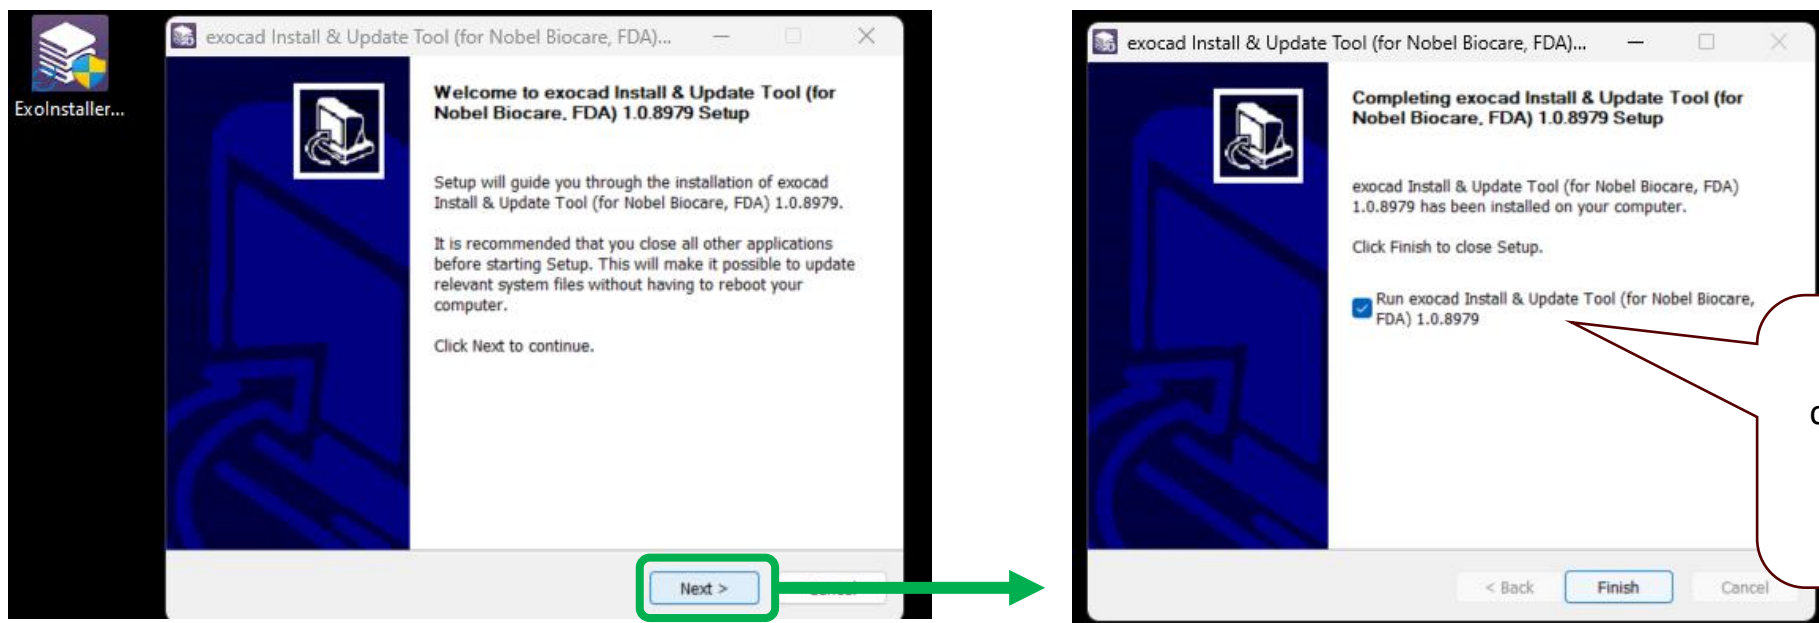 ExoInstaller...
exocad Install & Update Tool (for Nobel Biocare, FDA)...
Welcome to exocad Install & Update Tool (for
Nobel Biocare, FDA) 1.0.8979 Setup
Setup will guide you through the installation of exocad
Install & Update Tool (for Nobel Biocare, FDA) 1.0.8979.
It is recommended that you close all other applications
before starting Setup. This will make it possible to update
relevant system files without having to reboot your
computer.
Click Next to continue.
Next >
exocad Install & Update Tool (for Nobel Biocare, FDA)...
Completing exocad Install & Update Tool (for
Nobel Biocare, FDA) 1.0.8979 Setup
exocad Install & Update Tool (for Nobel Biocare, FDA)
1.0.8979 has been installed on your computer.
Click Finish to close Setup.
Run exocad Install & Update Tool (for Nobel Biocare,
FDA) 1.0.8979
< Back Finish Cancel